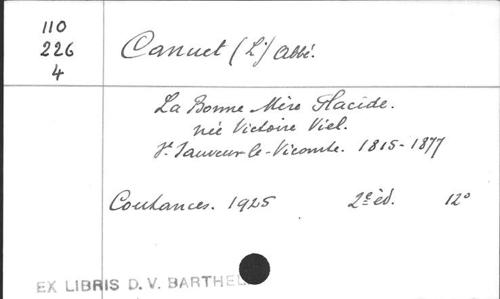 110
226
4
Canuet (L.) Abbé.
La Bonne Mère Placide.
née Victoire Viel.
St Sauveur-le-Vicomte. 1815-1877
Coutances. 1925 2e éd. 12°
EX LIBRIS D. V. BARTHEL